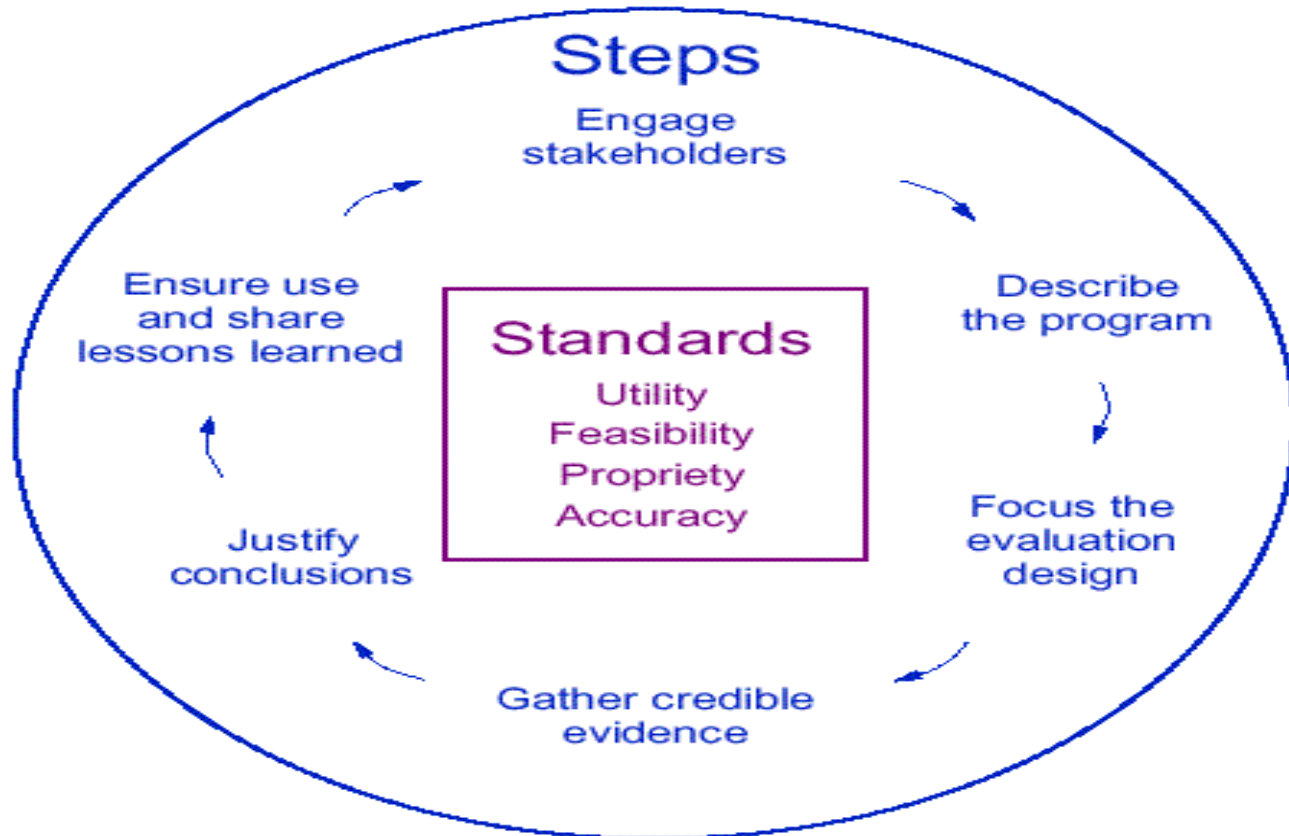 Steps
Engage
stakeholders
Describe
the program
Focus the
evaluation
design
Gather credible
evidence
Justify
conclusions
Ensure use
and share
lessons learned
Standards
Utility
Feasibility
Propriety
Accuracy